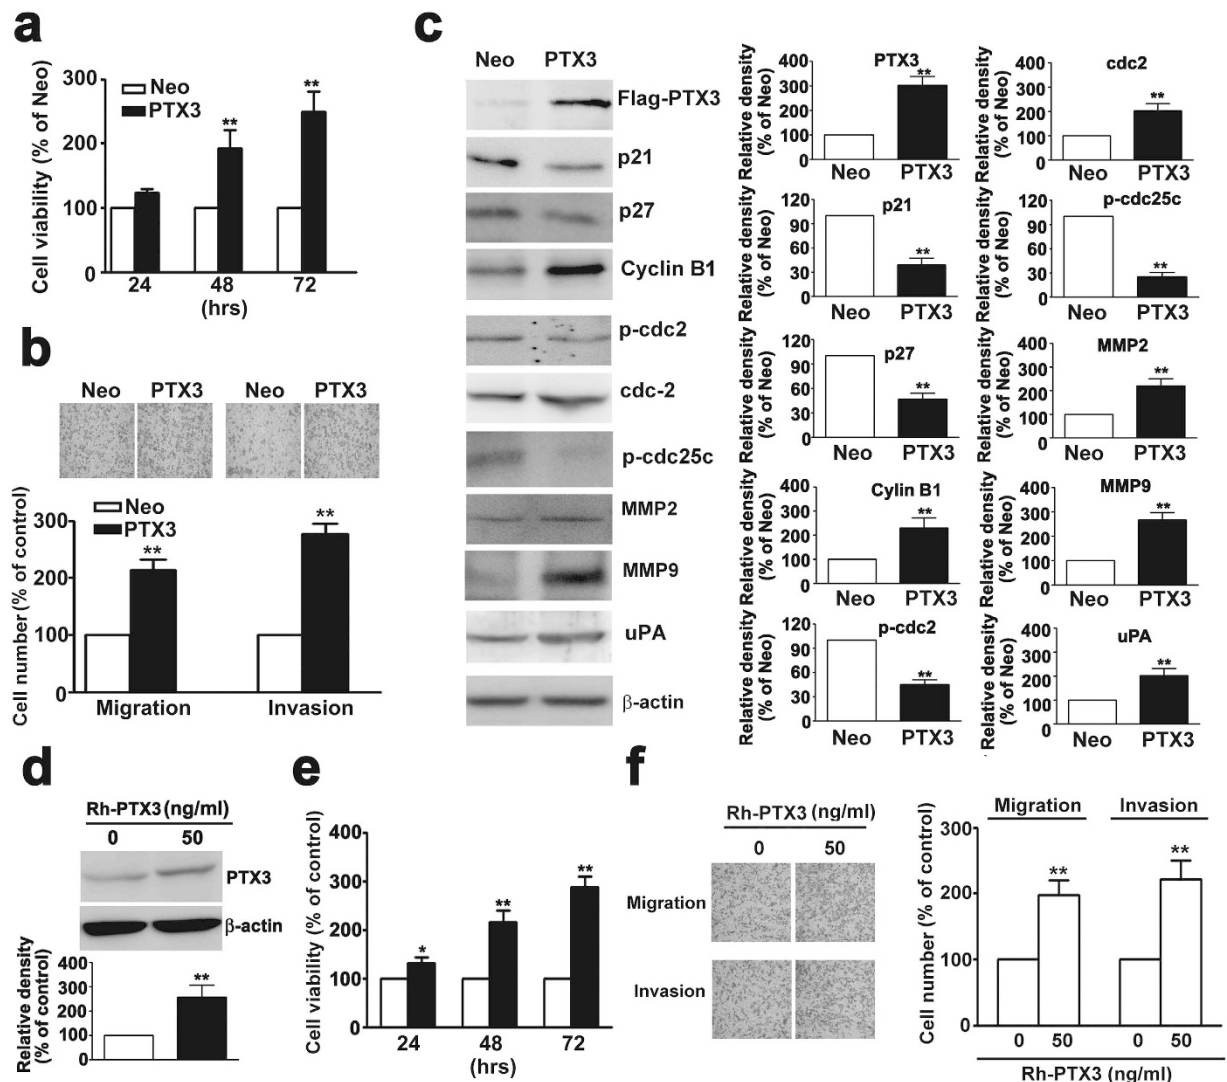 a
Cell viability (% of Neo)
300
200
100
0
Neo
PTX3
**
**
24
48
72
(hrs)
b
Neo
PTX3
Neo
PTX3
Cell number (% of control)
300
200
100
0
Neo
PTX3
**
**
Migration
Invasion
c
Neo
PTX3
Flag-PTX3
p21
p27
Cyclin B1
p-cdc2
cdc-2
p-cdc25c
MMP2
MMP9
uPA
β-actin
Relative density
(% of Neo)
400
300
200
100
0
PTX3
**
Neo
PTX3
Relative density
(% of Neo)
400
300
200
100
0
cdc2
**
Neo
PTX3
Relative density
(% of Neo)
120
90
60
30
0
p21
**
Neo
PTX3
Relative density
(% of Neo)
120
90
60
30
0
p-cdc25c
**
Neo
PTX3
Relative density
(% of Neo)
120
90
60
30
0
p27
**
Neo
PTX3
Relative density
(% of Neo)
400
300
200
100
0
MMP2
**
Neo
PTX3
Relative density
(% of Neo)
400
300
200
100
0
Cylin B1
**
Neo
PTX3
Relative density
(% of Neo)
400
300
200
100
0
MMP9
**
Neo
PTX3
Relative density
(% of Neo)
120
90
60
30
0
p-cdc2
**
Neo
PTX3
Relative density
(% of Neo)
400
300
200
100
0
uPA
**
Neo
PTX3
d
Rh-PTX3 (ng/ml)
0
50
PTX3
β-actin
Relative density
(% of control)
400
300
200
100
0
**
e
Cell viability (% of control)
400
300
200
100
0
*
**
**
24
48
72
(hrs)
f
Rh-PTX3 (ng/ml)
0
50
Migration
Invasion
Cell number (% of control)
300
200
100
0
Migration
Invasion
**
**
0
50
0
50
Rh-PTX3 (ng/ml)